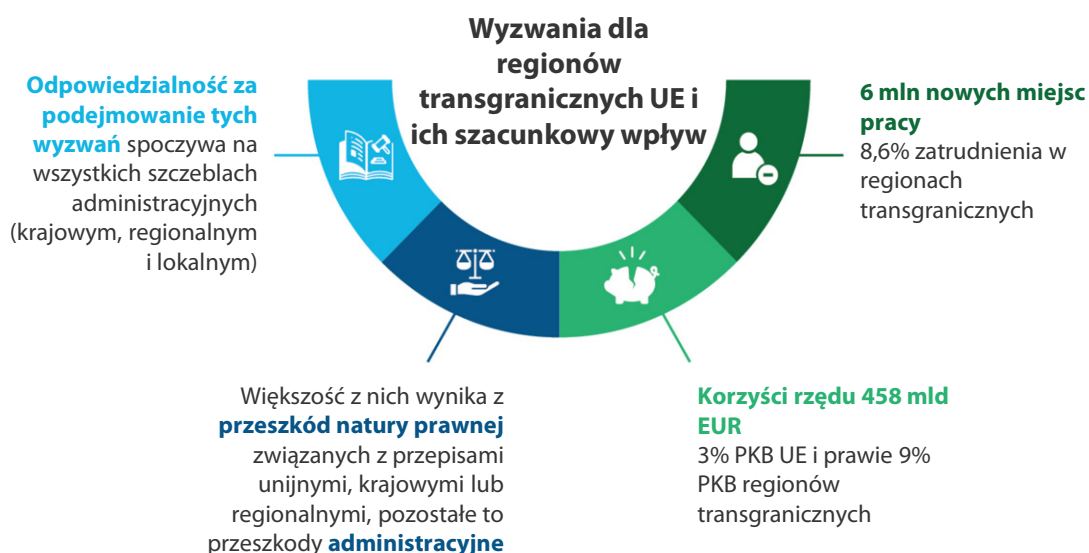 Wyzwania dla
regionów
transgranicznych UE i
ich szacunkowy wpływ
Odpowiedzialność za
podejmowanie tych
wyzwań spoczywa na
wszystkich szczeblach
administracyjnych
(krajowym, regionalnym
i lokalnym)
Większość z nich wynika z
przeszkód natury prawnej
związanych z przepisami
unijnymi, krajowymi lub
regionalnymi, pozostałe to
przeszkody administracyjne
Korzyści rzędu 458 mld
EUR
3% PKB UE i prawie 9%
PKB regionów
transgranicznych
6 mln nowych miejsc
pracy
8,6% zatrudnienia w
regionach
transgranicznych